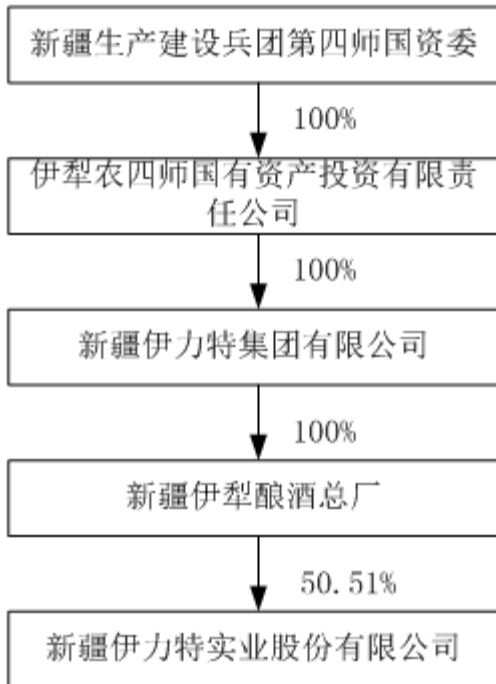 新疆生产建设兵团第四师国资委
100%
伊犁农四师国有资产投资有限责
任公司
100%
新疆伊力特集团有限公司
100%
新疆伊犁酿酒总厂
50.51%
新疆伊力特实业股份有限公司